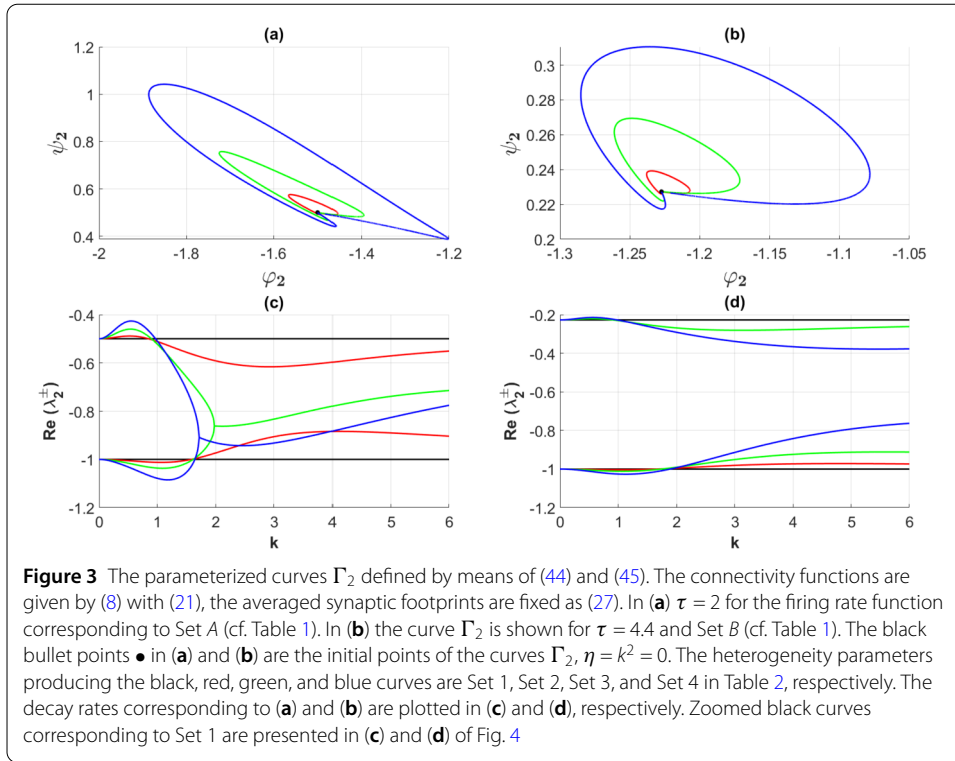 (a)
1.2
1
0.8
0.6
0.4
ψ₂
-2
-1.8
-1.6
-1.4
-1.2
φ₂
(b)
0.3
0.28
0.26
0.24
0.22
0.2
ψ₂
-1.3
-1.25
-1.2
-1.15
-1.1
-1.05
φ₂
(c)
-0.4
-0.6
-0.8
-1
-1.2
Re (λ₂^±)
0
1
2
3
4
5
6
k
(d)
-0.2
-0.4
-0.6
-0.8
-1
-1.2
Re (λ₂^±)
0
1
2
3
4
5
6
k
Figure 3 The parameterized curves Γ₂ defined by means of (44) and (45). The connectivity functions are
given by (8) with (21), the averaged synaptic footprints are fixed as (27). In (a) τ = 2 for the firing rate function
corresponding to Set A (cf. Table 1). In (b) the curve Γ₂ is shown for τ = 4.4 and Set B (cf. Table 1). The black
bullet points • in (a) and (b) are the initial points of the curves Γ₂, η = k² = 0. The heterogeneity parameters
producing the black, red, green, and blue curves are Set 1, Set 2, Set 3, and Set 4 in Table 2, respectively. The
decay rates corresponding to (a) and (b) are plotted in (c) and (d), respectively. Zoomed black curves
corresponding to Set 1 are presented in (c) and (d) of Fig. 4